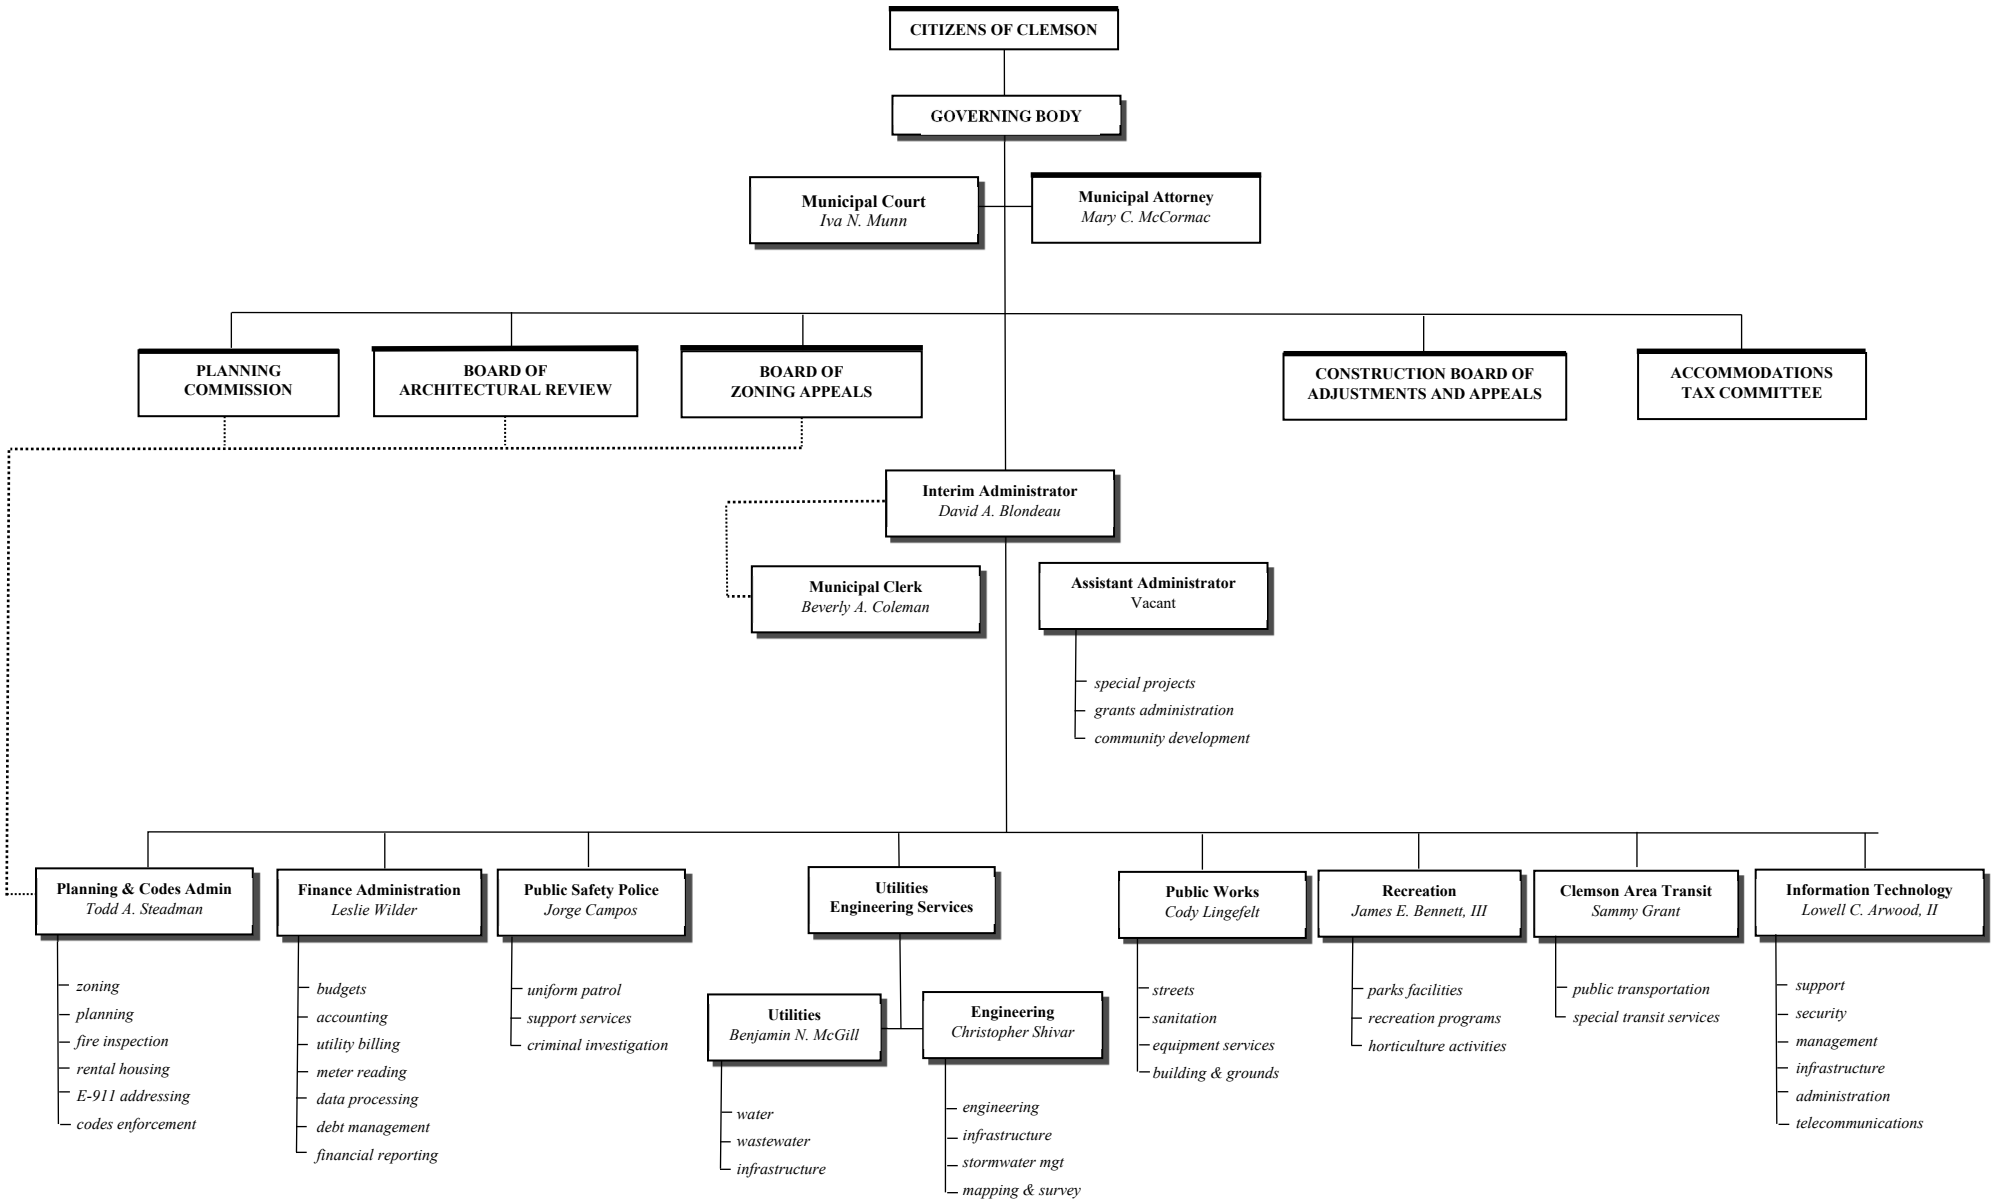 CITIZENS OF CLEMSON
GOVERNING BODY
Municipal Court
Iva N. Munn
Municipal Attorney
Mary C. McCormac
PLANNING
COMMISSION
BOARD OF
ARCHITECTURAL REVIEW
BOARD OF
ZONING APPEALS
CONSTRUCTION BOARD OF
ADJUSTMENTS AND APPEALS
ACCOMMODATIONS
TAX COMMITTEE
Interim Administrator
David A. Blondeau
Municipal Clerk
Beverly A. Coleman
Assistant Administrator
Vacant
special projects
grants administration
community development
Planning & Codes Admin
Todd A. Steadman
zoning
planning
fire inspection
rental housing
E-911 addressing
codes enforcement
Finance Administration
Leslie Wilder
budgets
accounting
utility billing
meter reading
data processing
debt management
financial reporting
Public Safety Police
Jorge Campos
uniform patrol
support services
criminal investigation
Utilities
Engineering Services
Utilities
Benjamin N. McGill
water
wastewater
infrastructure
Engineering
Christopher Shivar
engineering
infrastructure
stormwater mgt
mapping & survey
Public Works
Cody Lingefelt
streets
sanitation
equipment services
building & grounds
Recreation
James E. Bennett, III
parks facilities
recreation programs
horticulture activities
Clemson Area Transit
Sammy Grant
public transportation
special transit services
Information Technology
Lowell C. Arwood, II
support
security
management
infrastructure
administration
telecommunications